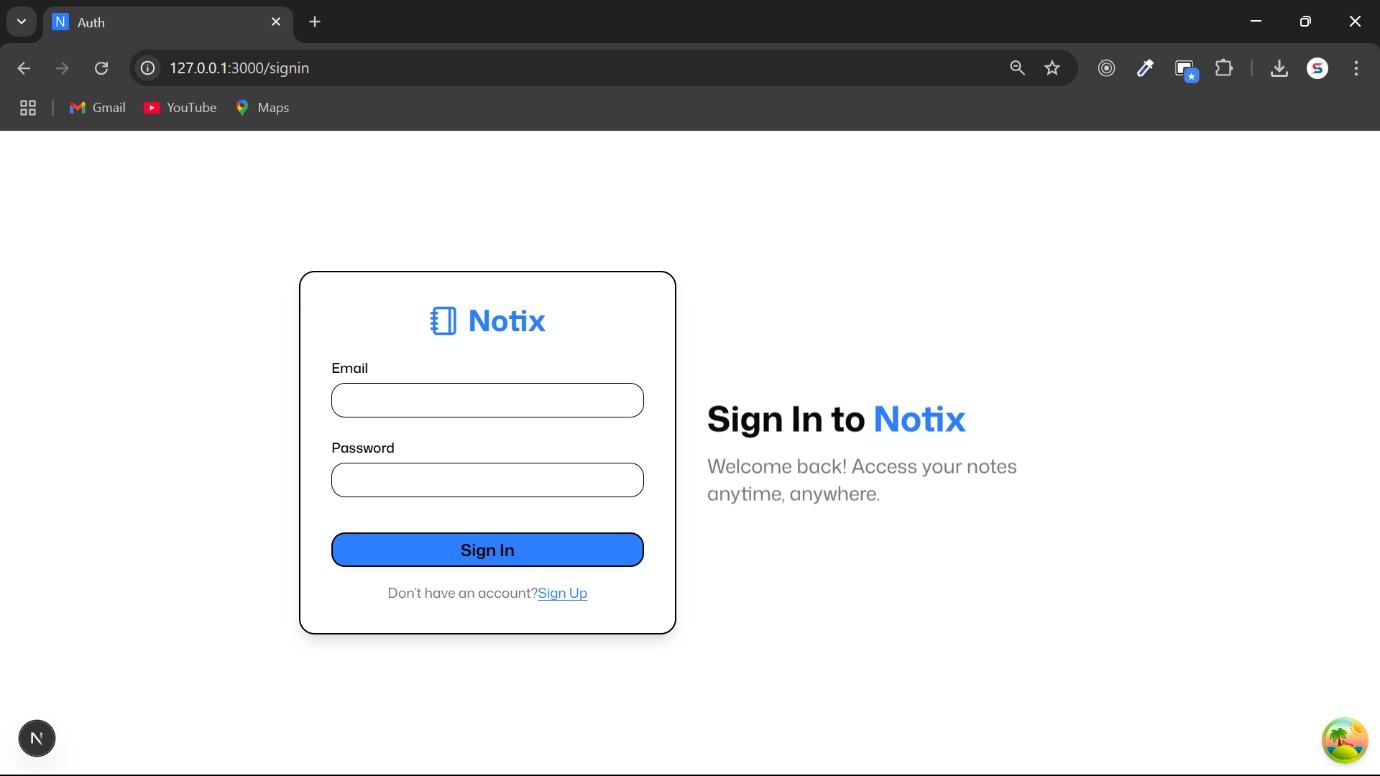 N Auth
127.0.0.1:3000/signin
Gmail YouTube Maps
Notix
Email
Password
Sign In
Don't have an account?Sign Up
Sign In to Notix
Welcome back! Access your notes
anytime, anywhere.
N
S